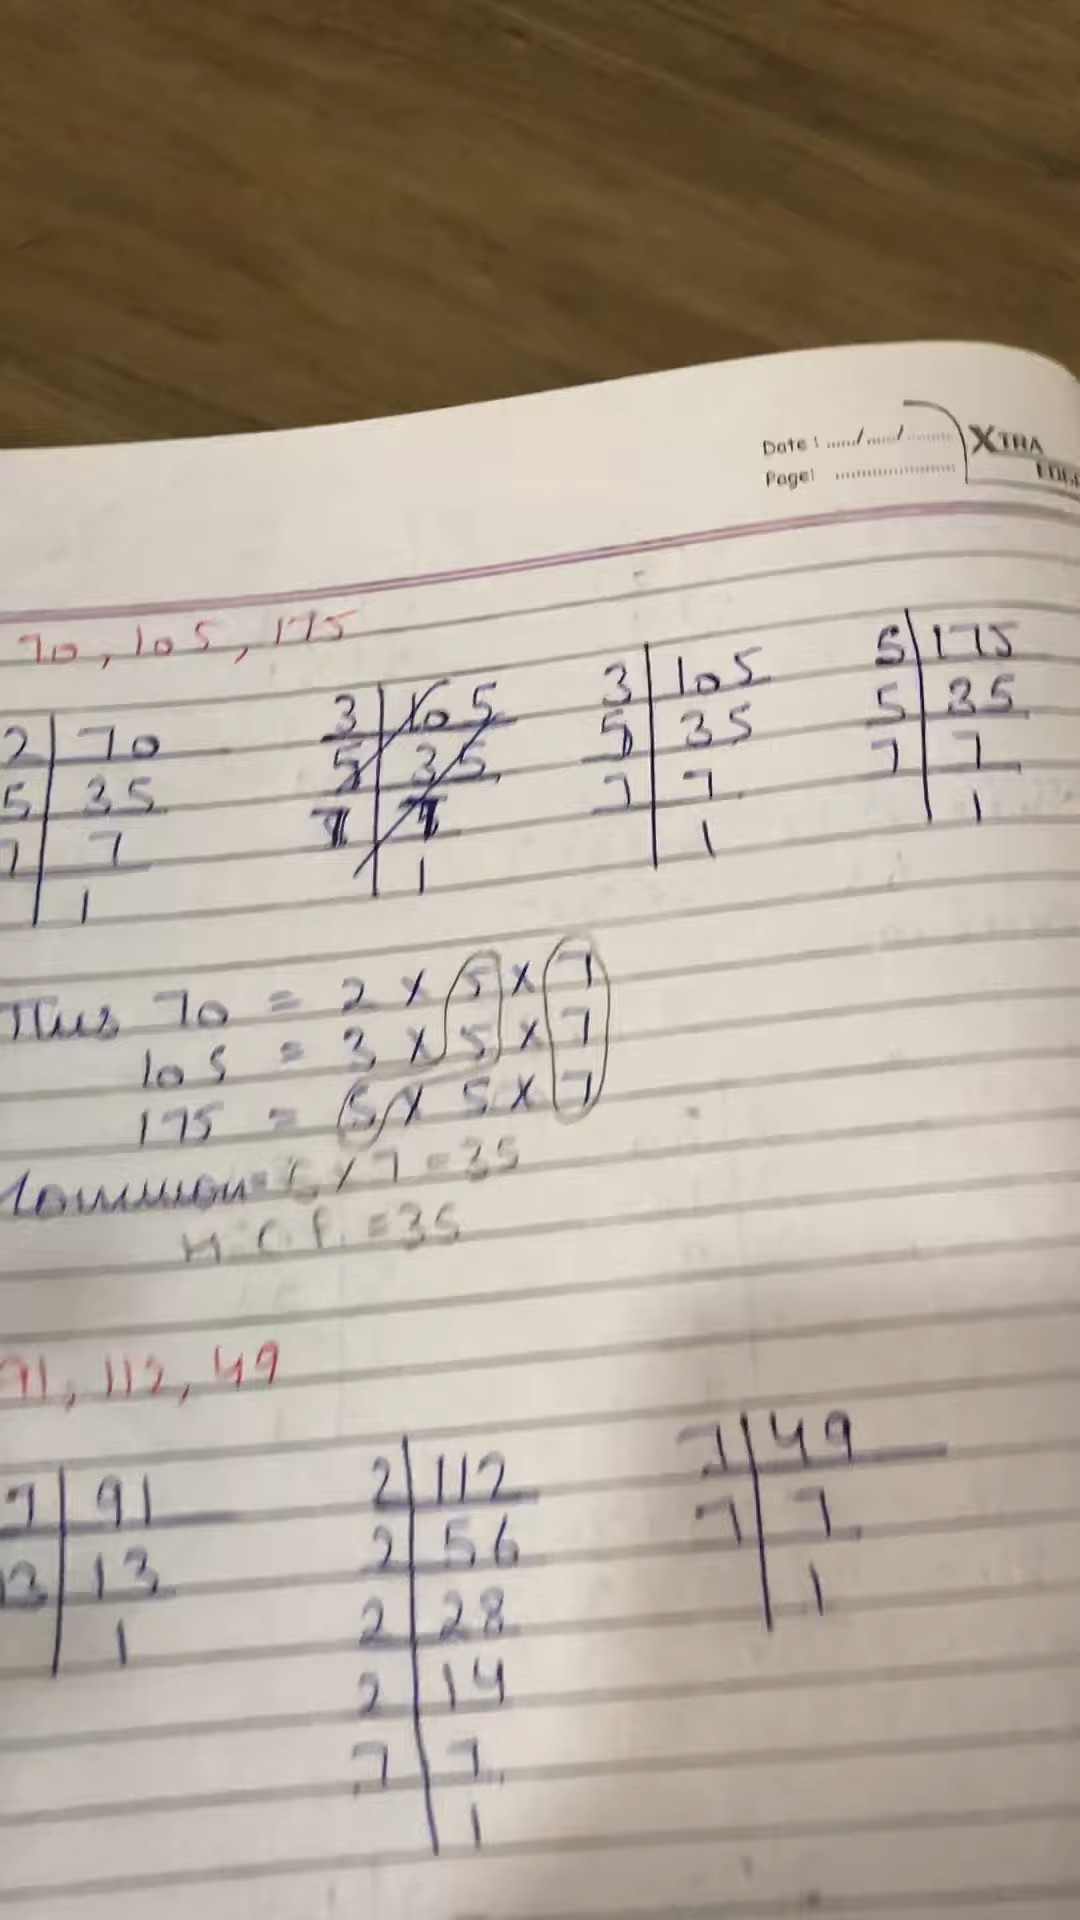 Date : ...../...../..........
XTRA
Page: ......................
EDGE
70, 105, 175
2 | 70   3 | 105   3 | 105   5 | 175
5 | 35   5 | 35   5 | 35   5 | 35
7 | 7   7 | 7   7 | 7   7 | 7
| 1   | 1   | 1   | 1
Thus 70 = 2 × 5 × 7
105 = 3 × 5 × 7
175 = 5 × 5 × 7
Common = 5 × 7 = 35
H.C.F. = 35
91, 112, 49
7 | 91   2 | 112   7 | 49
13 | 13   2 | 56   7 | 7
| 1   2 | 28   | 1
2 | 14
7 | 7
| 1